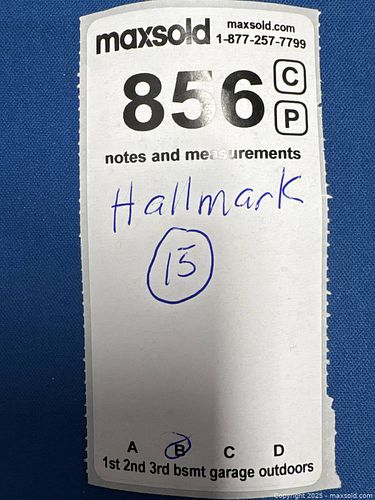 maxsold maxsold.com
1-877-257-7799
856 C
P
notes and measurements
Hallmark
15
A B C D
1st 2nd 3rd bsmt garage outdoors
Copyright 2025 - maxsold.com